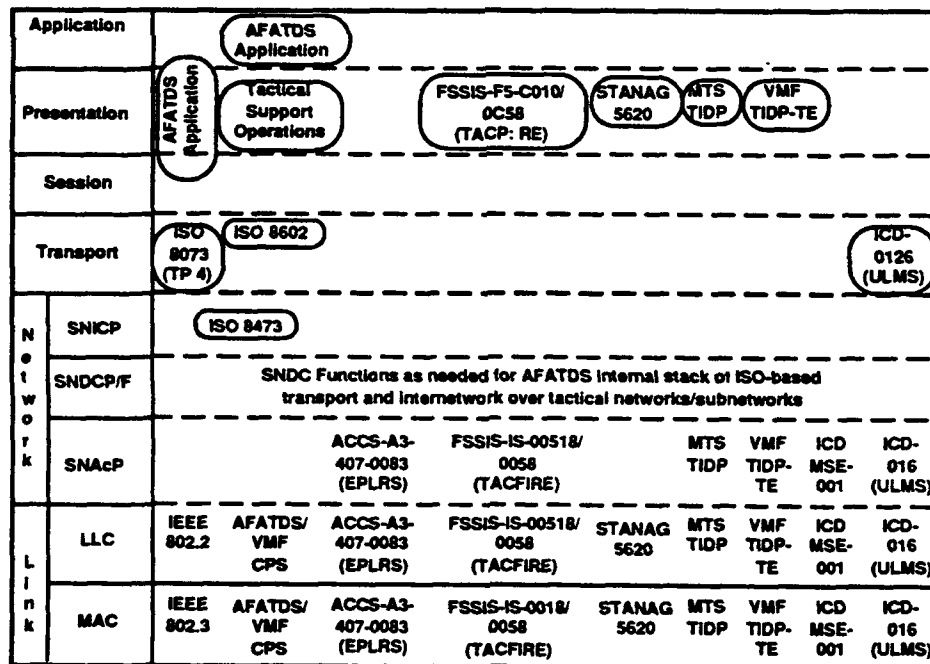 Application
AFATDS
Application
AFATDS
Application
Presentation
Tactical
Support
Operations
FSSIS-F5-C010/
0C58
(TACP: RE)
STANAG
5620
MTS
TIDP
VMF
TIDP-TE
Session
Transport
ISO
8073
(TP 4)
ISO 8602
ICD-
0126
(ULMS)
Network
SNICP
ISO 8473
SNDCP/F
SNDC Functions as needed for AFATDS internal stack of ISO-based
transport and internetwork over tactical networks/subnetworks
SNAcP
ACCS-A3-
407-0083
(EPLRS)
FSSIS-IS-00518/
0058
(TACFIRE)
MTS
TIDP
VMF
TIDP-
TE
ICD
MSE-
001
ICD-
016
(ULMS)
Link
LLC
IEEE
802.2
AFATDS/
VMF
CPS
ACCS-A3-
407-0083
(EPLRS)
FSSIS-IS-00518/
0058
(TACFIRE)
STANAG
5620
MTS
TIDP
VMF
TIDP-
TE
ICD
MSE-
001
ICD-
016
(ULMS)
MAC
IEEE
802.3
AFATDS/
VMF
CPS
ACCS-A3-
407-0083
(EPLRS)
FSSIS-IS-0018/
0058
(TACFIRE)
STANAG
5620
MTS
TIDP
VMF
TIDP-
TE
ICD
MSE-
001
ICD-
016
(ULMS)